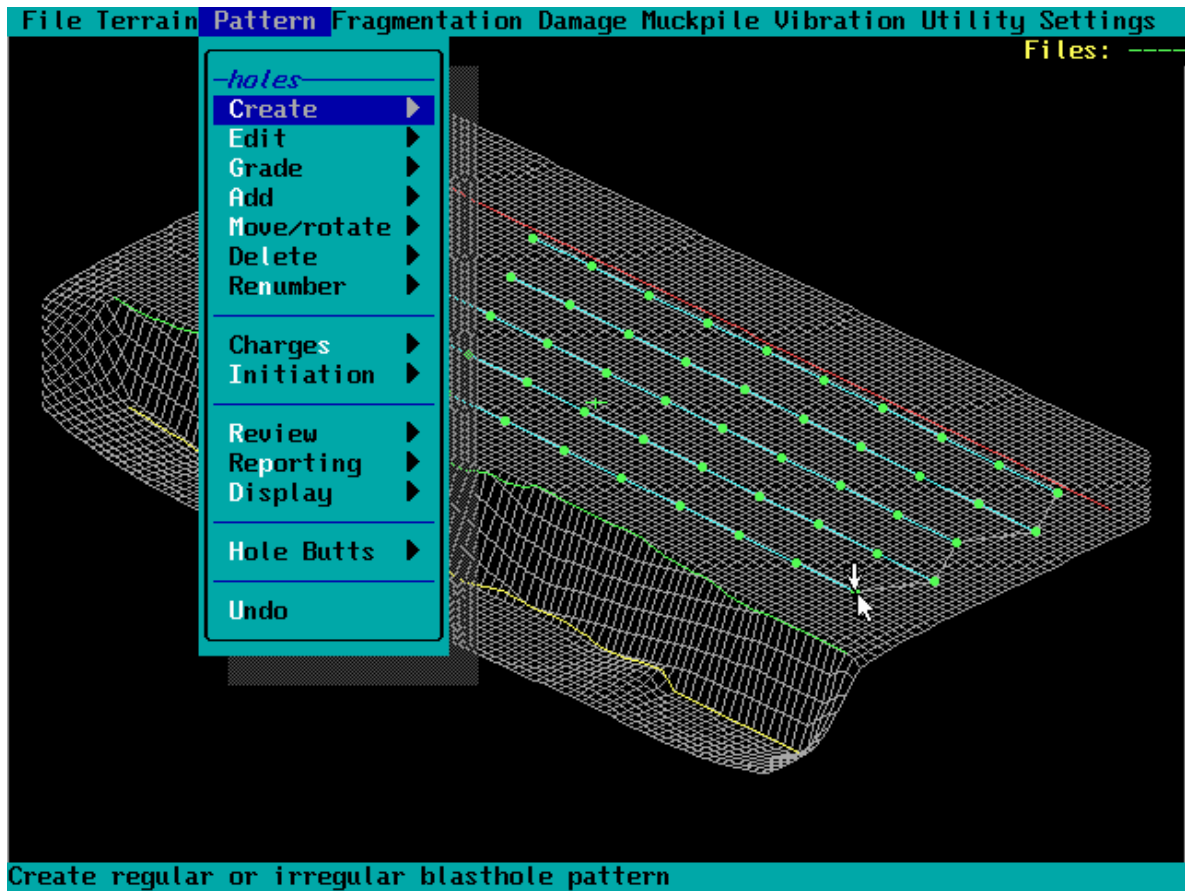 File Terrain Pattern Fragmentation Damage Muckpile Vibration Utility Settings
Files: ----
holes
Create
Edit
Grade
Add
Move/rotate
Delete
Renumber
Charges
Initiation
Review
Reporting
Display
Hole Butts
Undo
Create regular or irregular blasthole pattern